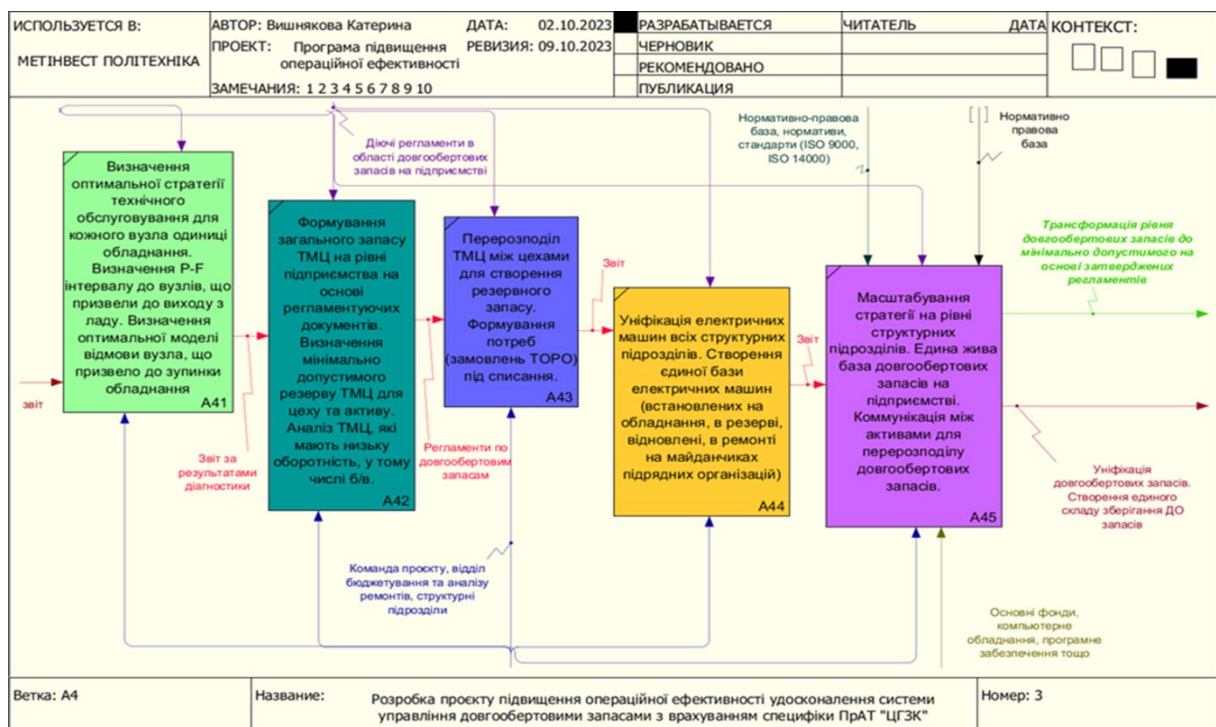 ИСПОЛЬЗУЕТСЯ В:
МЕТІНВЕСТ ПОЛІТЕХНІКА
АВТОР: Вишнякова Катерина
ДАТА: 02.10.2023
ПРОЕКТ: Програма підвищення
операційної ефективності
РЕВИЗИЯ: 09.10.2023
ЗАМЕЧАНИЯ: 1 2 3 4 5 6 7 8 9 10
РАЗРАБАТЫВАЕТСЯ
ЧЕРНОВИК
РЕКОМЕНДОВАНО
ПУБЛИКАЦИЯ
ЧИТАТЕЛЬ
ДАТА
КОНТЕКСТ:
Діючі регламенти в
області довгообертових
запасів на підприємстві
Нормативно-правова
база, нормативи,
стандарти (ISO 9000,
ISO 14000)
Нормативно
правова
база
Визначення
оптимальної стратегії
технічного
обслуговування для
кожного вузла одиниці
обладнання.
Визначення P-F
інтервалу до вузлів, що
призвели до виходу з
ладу. Визначення
оптимальної моделі
відмови вузла, що
призвело до зупинки
обладнання
A41
звіт
Звіт за
результатами
діагностики
Формування
загального запасу
ТМЦ на рівні
підприємства на
основі
регламентуючих
документів.
Визначення
мінімально
допустимого
резерву ТМЦ для
цеху та активу.
Аналіз ТМЦ, які
мають низьку
оборотність, у тому
числі б/в.
A42
Регламенти по
довгообертовим
запасам
Перерозподіл
ТМЦ між цехами
для створення
резервного
запасу.
Формування
потреб
(замовлень ТОРО)
під списання.
A43
Звіт
Уніфікація електричних
машин всіх структурних
підрозділів. Створення
єдиної бази
електричних машин
(встановлених на
обладнання, в резерві,
відновлені, в ремонті
на майданчиках
підрядних організацій)
A44
Звіт
Масштабування
стратегії на рівні
структурних
підрозділів. Едина жива
база довгообертових
запасів на
підприємстві.
Коммунікація між
активами для
перерозподілу
довгообертових
запасів.
A45
Трансформація рівня
довгообертових запасів до
мінімально допустимого на
основі затверджених
регламентів
Уніфікація
довгообертових запасів.
Створення единого
складу зберігання ДО
запасів
Команда проєкту, відділ
бюджетування та аналізу
ремонтів, структурні
підрозділи
Основні фонди,
компьютерне
обладнання, програмне
забезпечення тощо
Ветка: A4
Название:
Розробка проєкту підвищення операційної ефективності удосконалення системи
управління довгообертовими запасами з врахуванням специфіки ПрАТ "ЦГЗК"
Номер: 3